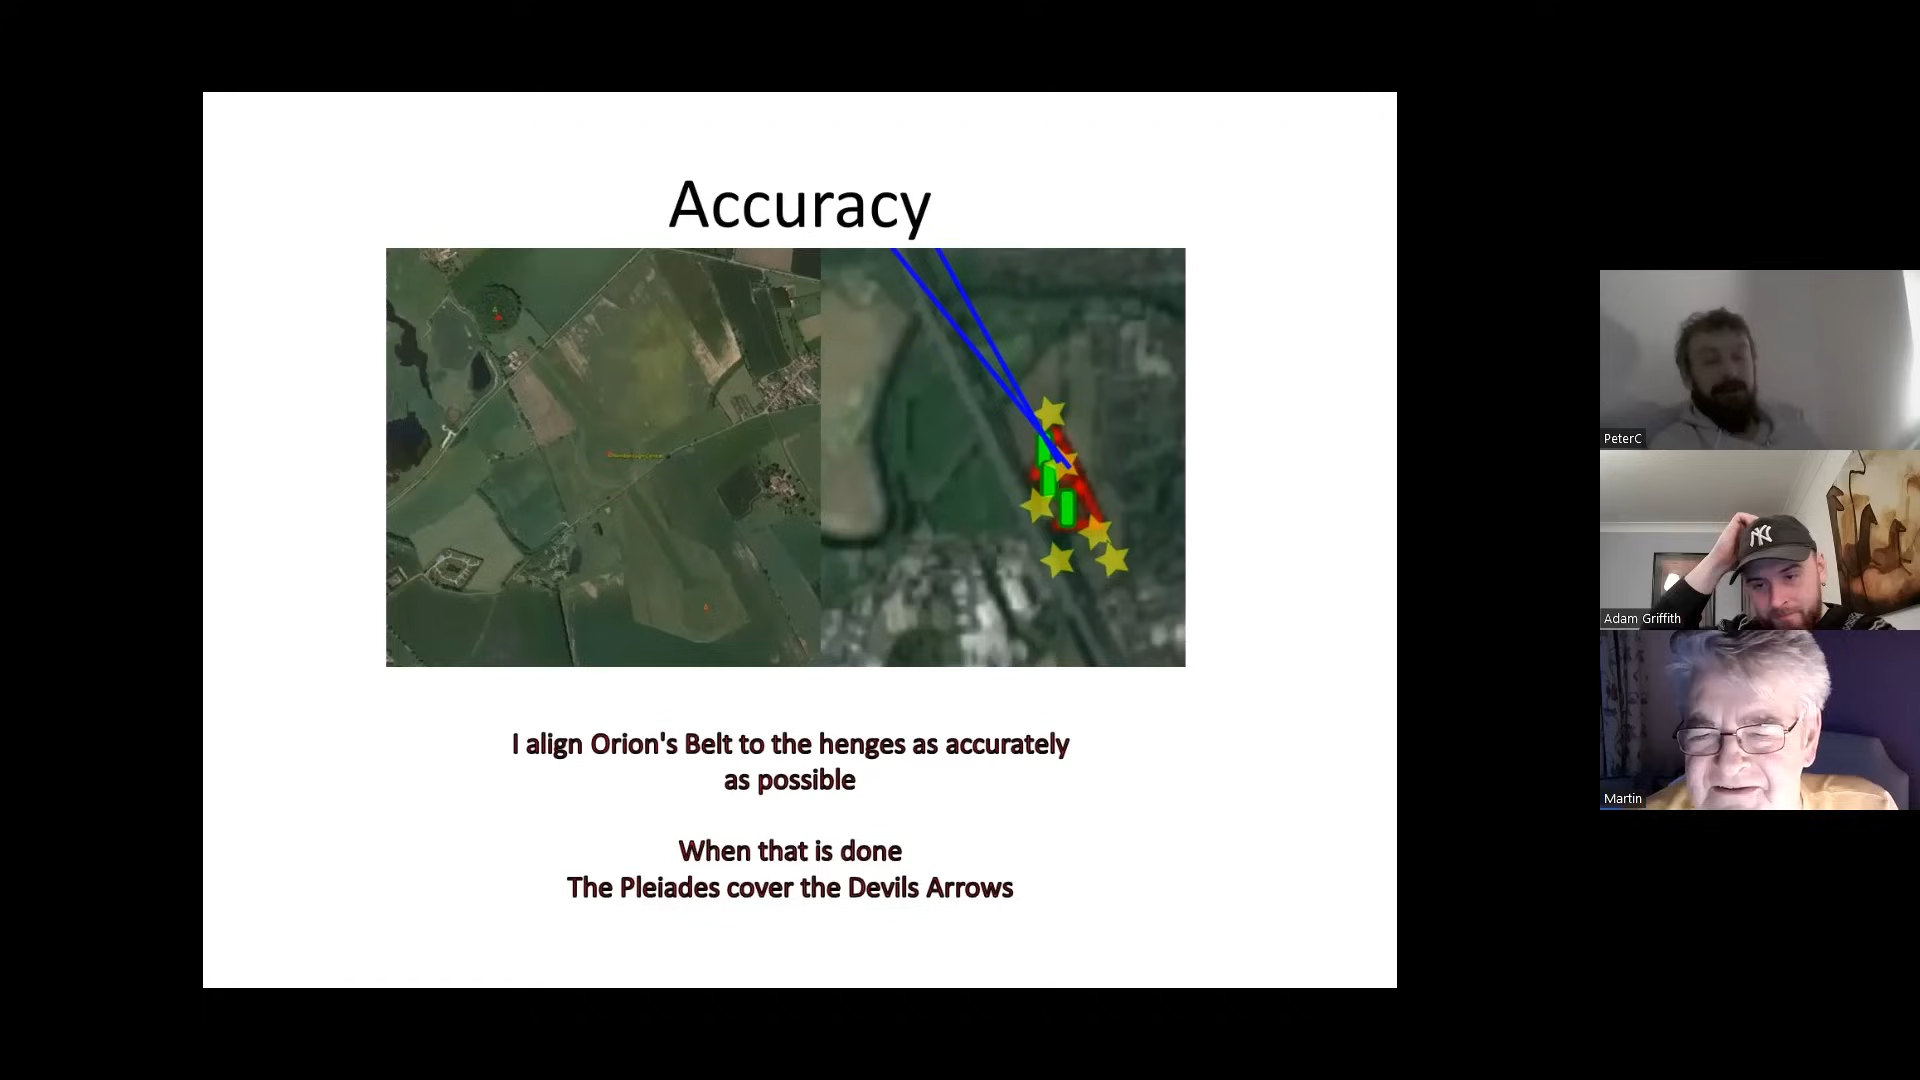 Accuracy
I align Orion's Belt to the henges as accurately
as possible
When that is done
The Pleiades cover the Devils Arrows
PeterC
Adam Griffith
NY
Martin